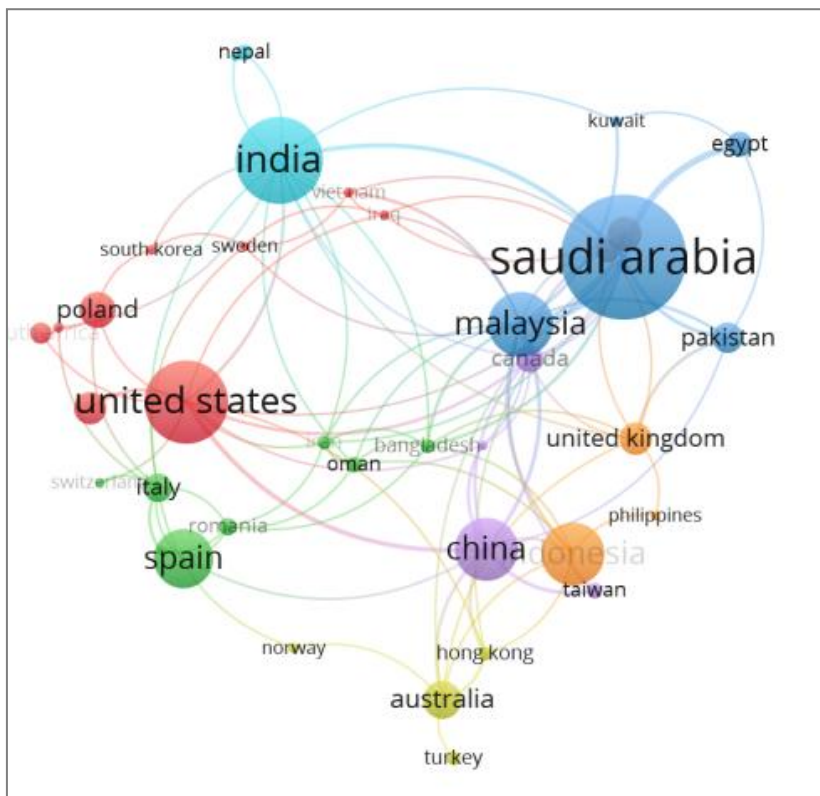 nepal
kuwait
egypt
india
vietnam
iraq
south korea
sweden
saudi arabia
poland
malaysia
pakistan
canada
united states
united kingdom
bangladesh
oman
switzerland
italy
philippines
romania
china
indonesia
spain
taiwan
norway
hong kong
australia
turkey